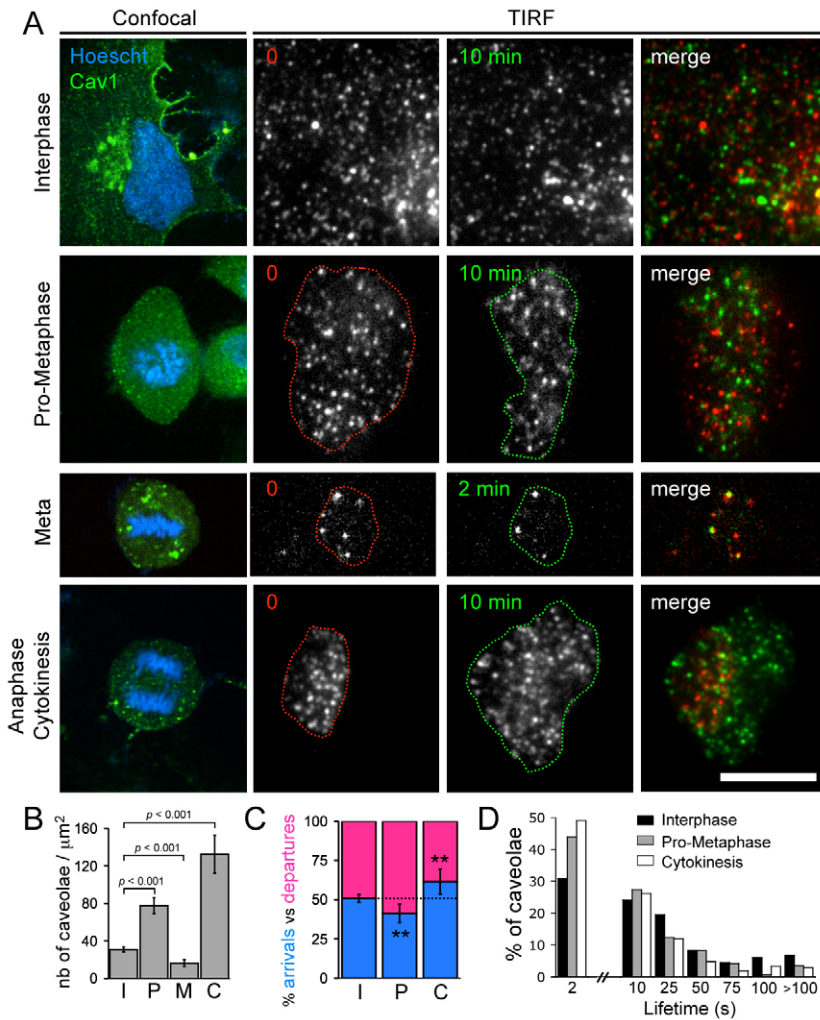 A
Confocal
TIRF
Hoescht
Cav1
0
10 min
merge
Interphase
0
10 min
merge
Pro-Metaphase
0
2 min
merge
Meta
0
10 min
merge
Anaphase
Cytokinesis
B
nb of caveolae / μm²
160
120
80
40
0
p < 0.001
p < 0.001
p < 0.001
I P M C
C
% arrivals vs departures
100
75
50
25
0
**
**
I P C
D
% of caveolae
50
40
30
20
10
0
Interphase
Pro-Metaphase
Cytokinesis
2 // 10 25 50 75 100 >100
Lifetime (s)